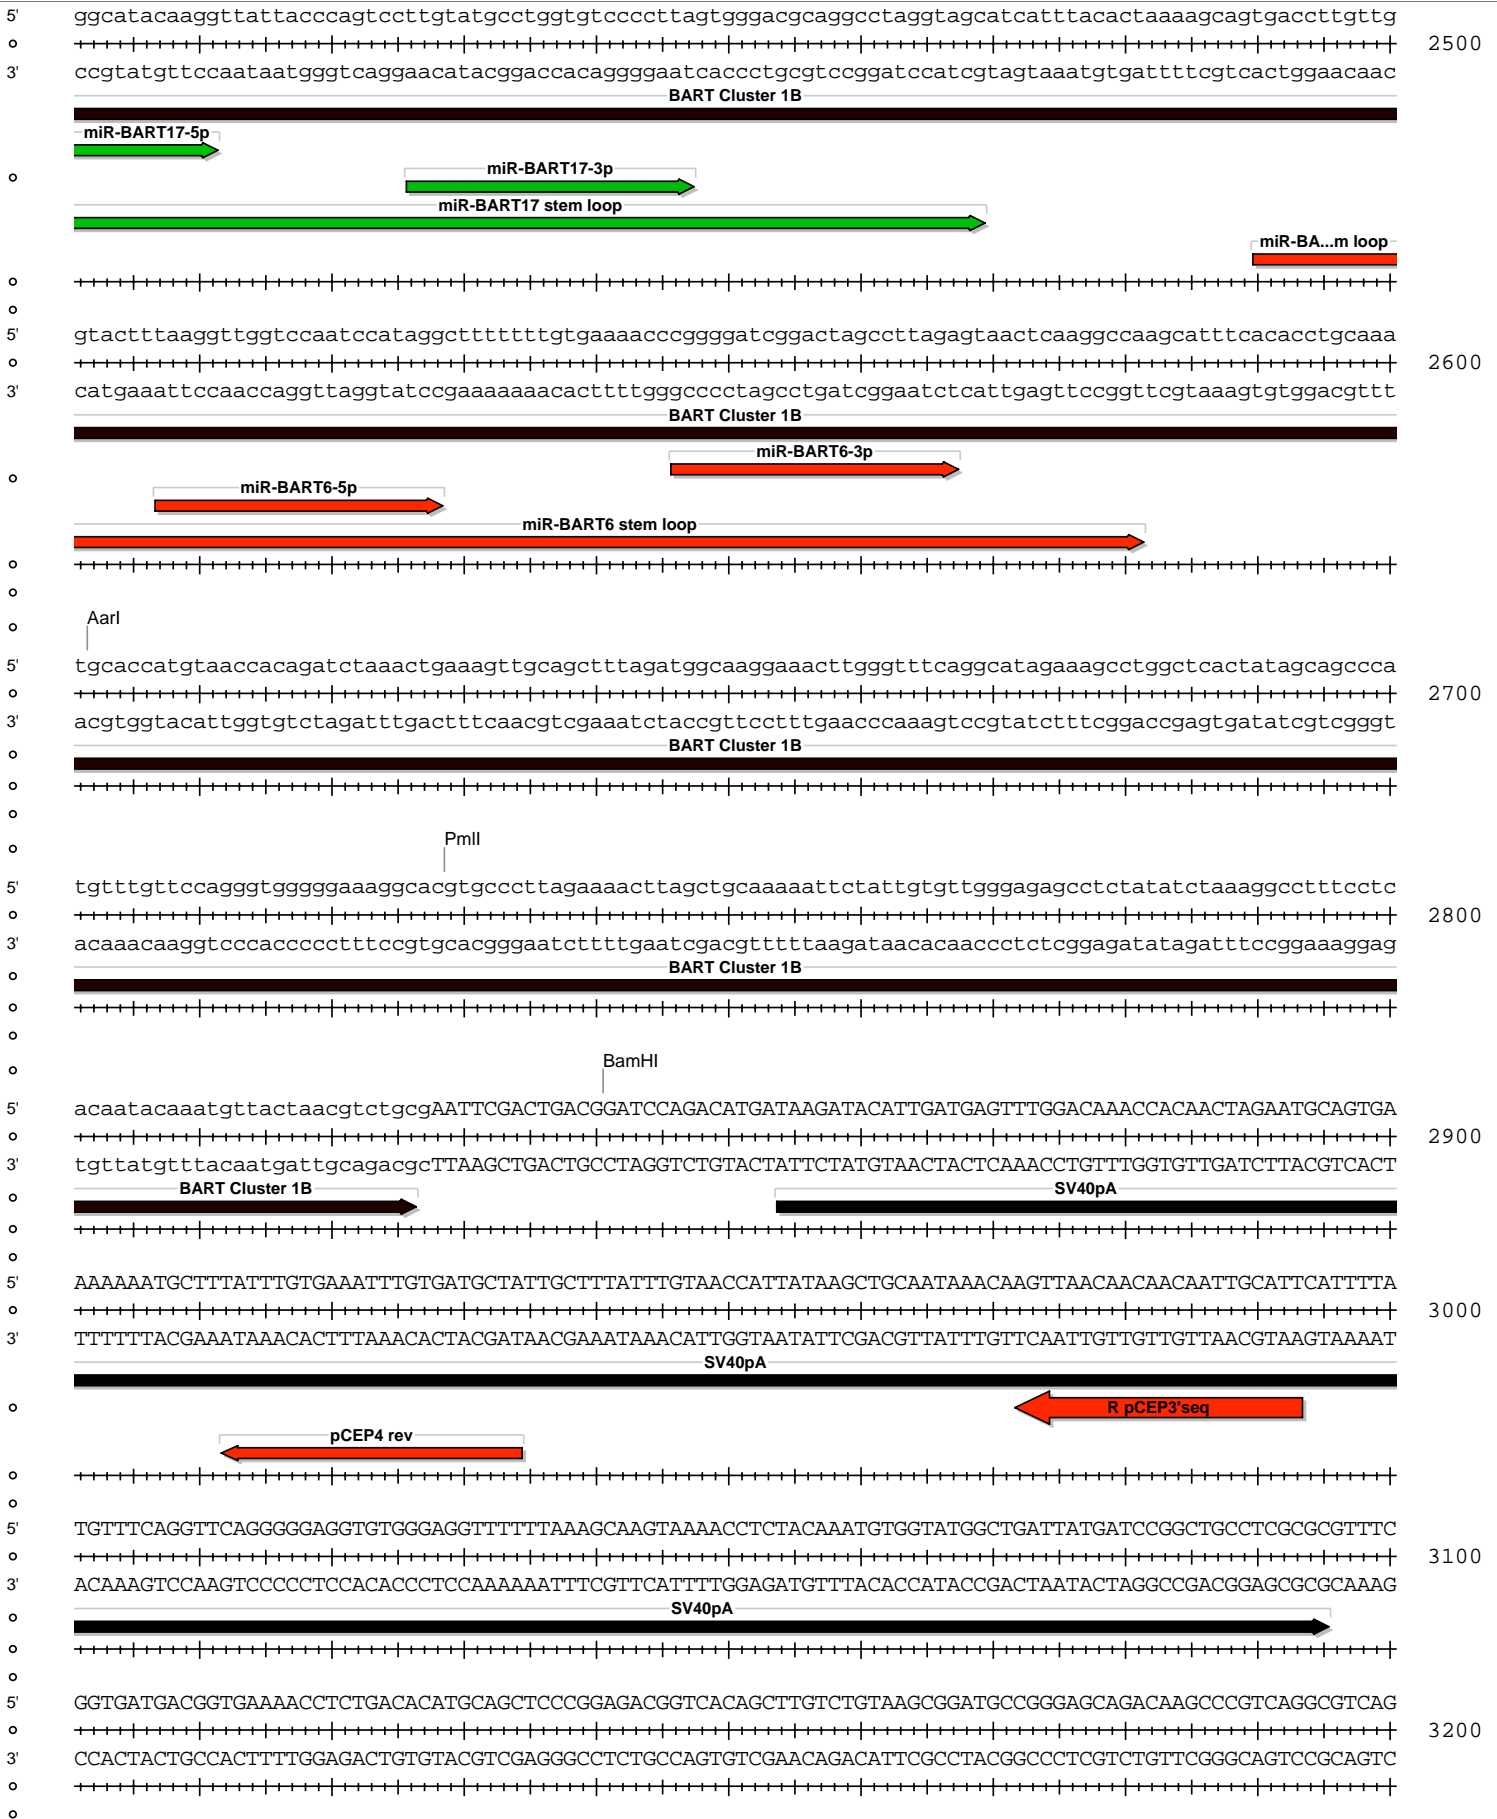 5' ggcatacaaggttattacccagtccttgtatgcctggtgtccccttagtgggacgcaggcctaggtagcatcatttacactaaaagcagtgaccttgttg
2500
3' ccgtatgttccaataatgggtcaggaacatacggaccacaggggaatcaccctgcgtccggatccatcgtagtaaatgtgattttcgtcactggaacaac
BART Cluster 1B
miR-BART17-5p
miR-BART17-3p
miR-BART17 stem loop
miR-BA...m loop
5' gtactttaaggttggtccaatccataggcttttttgtgaaaacccggggatcggactagccttagagtaactcaaggccaagcatttcacacctgcaaa
2600
3' catgaaattccaaccaggttaggtatccgaaaaaacacttttgggcccctagcctgatcggaatctcattgagttccggttcgtaaagtgtggacgttt
BART Cluster 1B
miR-BART6-3p
miR-BART6-5p
miR-BART6 stem loop
AarI
5' tgcaccatgtaaccacagatctaaactgaaagttgcagctttagatggcaaggaaacttgggtttcaggcatagaaagcctggctcactatagcagccca
2700
3' acgtggtacattggtgtctagatttgactttcaacgtcgaaatctaccgttcctttgaacccaaagtccgtatctttcggaccgagtgatatcgtcgggt
BART Cluster 1B
PmlI
5' tgtttgttccagggtgggggaaaggcacgtgcccttagaaaacttagctgcaaaaattctattgtgttgggagagcctctatatctaaaggcctttcctc
2800
3' acaaacaaggtcccacccccttTccgtgcacgggaatcttttgaatcgacgtttttaagataacacaaccctctcggagatatagatttccggaaaggag
BART Cluster 1B
BamHI
5' acaatacaaatgttactaacgtctgcgAATTCGACTGACGGATCCAGACATGATAAGATACATTGATGAGTTTGGACAAACCACAACTAGAATGCAGTGA
2900
3' tgttatgtttacaatgattgcagacgcTTAAGCTGACTGCCTAGGTCTGTACTATTCTATGTAACTACTCAAACCTGTTTGGTGTTGATCTTACGTCACT
BART Cluster 1B
SV40pA
5' AAAAAATGCTTTATTTGTGAAATTTGTGATGCTATTGCTTTATTTGTAACCATTATAAGCTGCAATAAACAAGTTAACAACAACAATTGCATTCATTTTA
3000
3' TTTTTTACGAAATAAACACTTTAAACACTACGATAACGAAATAAACATTGGTAATATTCGACGTTATTTGTTCAATTGTTGTTGTTAACGTAAGTAAAAT
SV40pA
R pCEP3'seq
pCEP4 rev
5' TGTTTCAGGTTCAGGGGGAGGTGTGGGAGGTTTTTTAAAGCAAGTAAAACCTCTACAAATGTGGTATGGCTGATTATGATCCGGCTGCCTCGCGCGTTTC
3100
3' ACAAAGTCCAAGTCCCCCTCCACACCCTCCAAAAAATTTCGTTCATTTTGGAGATGTTTACACCATACCGACTAATACTAGGCCGACGGAGCGCGCAAAG
SV40pA
5' GGTGATGACGGTGAAAACCTCTGACACATGCAGCTCCCGGAGACGGTCACAGCTTGTCTGTAAGCGGATGCCGGGAGCAGACAAGCCCGTCAGGCGTCAG
3200
3' CCACTACTGCCACTTTTGGAGACTGTGTACGTCGAGGGCCTCTGCCAGTGTCGAACAGACATTCGCCTACGGCCCTCGTCTGTTCGGGCAGTCCGCAGTC